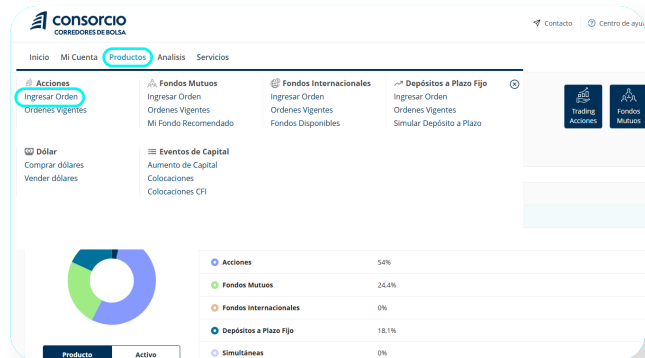 CONSORCIO
CORREDORES DE BOLSA
Contacto
Centro de ayu
Inicio Mi Cuenta Productos Analisis Servicios
Acciones
Ingresar Orden
Ordenes Vigentes
Fondos Mutuos
Ingresar Orden
Ordenes Vigentes
Mi Fondo Recomendado
Fondos Internacionales
Ingresar Orden
Ordenes Vigentes
Fondos Disponibles
Depósitos a Plazo Fijo
Ingresar Orden
Ordenes Vigentes
Simular Depósito a Plazo
Trading
Acciones
Fondos
Mutuos
Dólar
Comprar dólares
Vender dólares
Eventos de Capital
Aumento de Capital
Colocaciones
Colocaciones CFI
Acciones 54%
Fondos Mutuos 24,4%
Fondos Internacionales 0%
Depósitos a Plazo Fijo 18,1%
Simultáneas 0%
Producto Activo